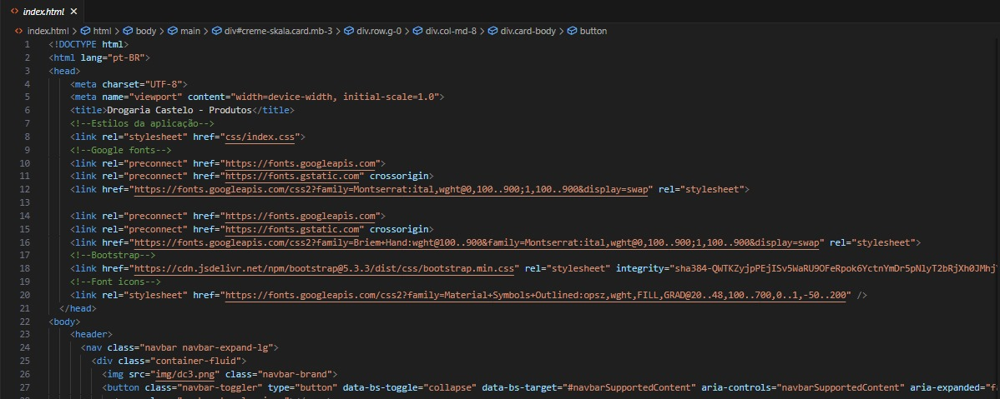 index.html
index.html > html > body > main > div#creme-skala.card.mb-3 > div.row.g-0 > div.col-md-8 > div.card-body > button
1 <!DOCTYPE html>
2 <html lang="pt-BR">
3 <head>
4 <meta charset="UTF-8">
5 <meta name="viewport" content="width=device-width, initial-scale=1.0">
6 <title>Drogaria Castelo - Produtos</title>
7 <!--Estilos da aplicação-->
8 <link rel="stylesheet" href="css/index.css">
9 <!--Google fonts-->
10 <link rel="preconnect" href="https://fonts.googleapis.com">
11 <link rel="preconnect" href="https://fonts.gstatic.com" crossorigin>
12 <link href="https://fonts.googleapis.com/css2?family=Montserrat:ital,wght@0,100..900;1,100..900&display=swap" rel="stylesheet">
13
14 <link rel="preconnect" href="https://fonts.googleapis.com">
15 <link rel="preconnect" href="https://fonts.gstatic.com" crossorigin>
16 <link href="https://fonts.googleapis.com/css2?family=Briem+Hand:wght@100..900&family=Montserrat:ital,wght@0,100..900;1,100..900&display=swap" rel="stylesheet">
17 <!--Bootstrap-->
18 <link href="https://cdn.jsdelivr.net/npm/bootstrap@5.3.3/dist/css/bootstrap.min.css" rel="stylesheet" integrity="sha384-QWTKZyjpPEjISv5WaRU9OFeRpok6YctnYmDr5pNlyT2bRjXh0JMhj
19 <!--Font icons-->
20 <link rel="stylesheet" href="https://fonts.googleapis.com/css2?family=Material+Symbols+Outlined:opsz,wght,FILL,GRAD@20..48,100..700,0..1,-50..200" />
21 </head>
22 <body>
23 <header>
24 <nav class="navbar navbar-expand-lg">
25 <div class="container-fluid">
26 <img src="img/dc3.png" class="navbar-brand">
27 <button class="navbar-toggler" type="button" data-bs-toggle="collapse" data-bs-target="#navbarSupportedContent" aria-controls="navbarSupportedContent" aria-expanded="f